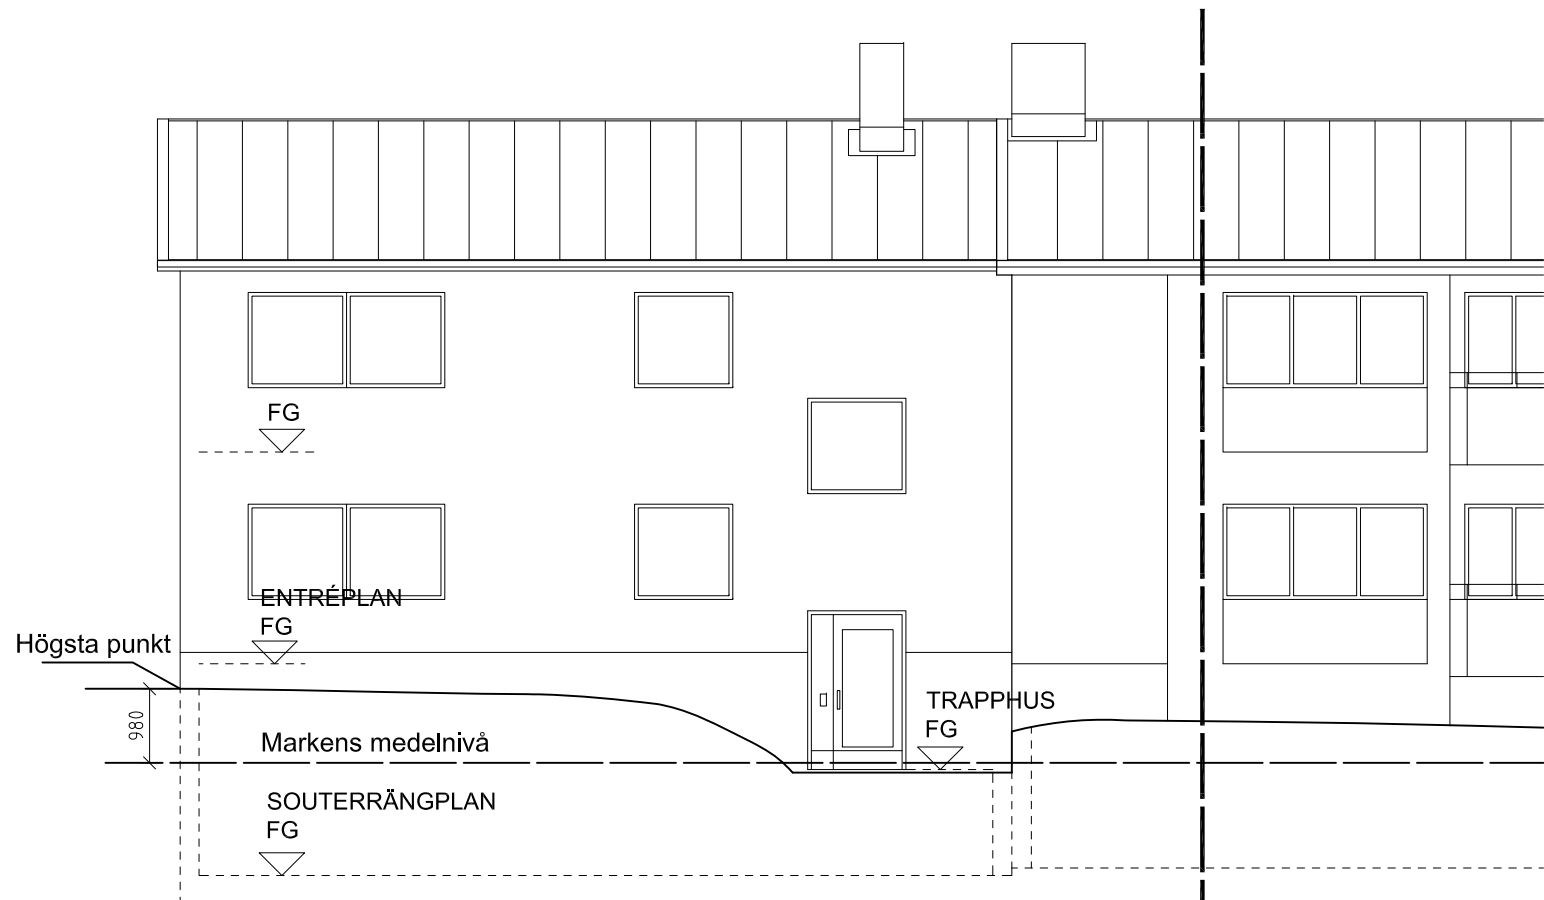 FG
ENTRÉPLAN
FG
Högsta punkt
980
TRAPPHUS
FG
Markens medelnivå
SOUTERRÄNGPLAN
FG